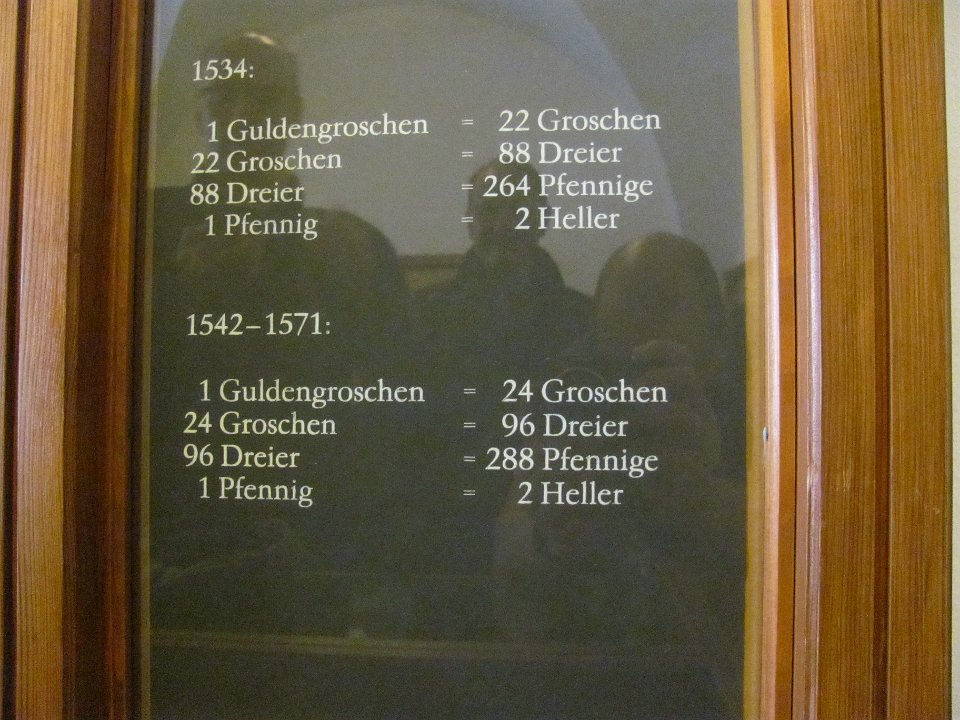 1534:
1 Guldengroschen = 22 Groschen
22 Groschen = 88 Dreier
88 Dreier = 264 Pfennige
1 Pfennig = 2 Heller
1542–1571:
1 Guldengroschen = 24 Groschen
24 Groschen = 96 Dreier
96 Dreier = 288 Pfennige
1 Pfennig = 2 Heller